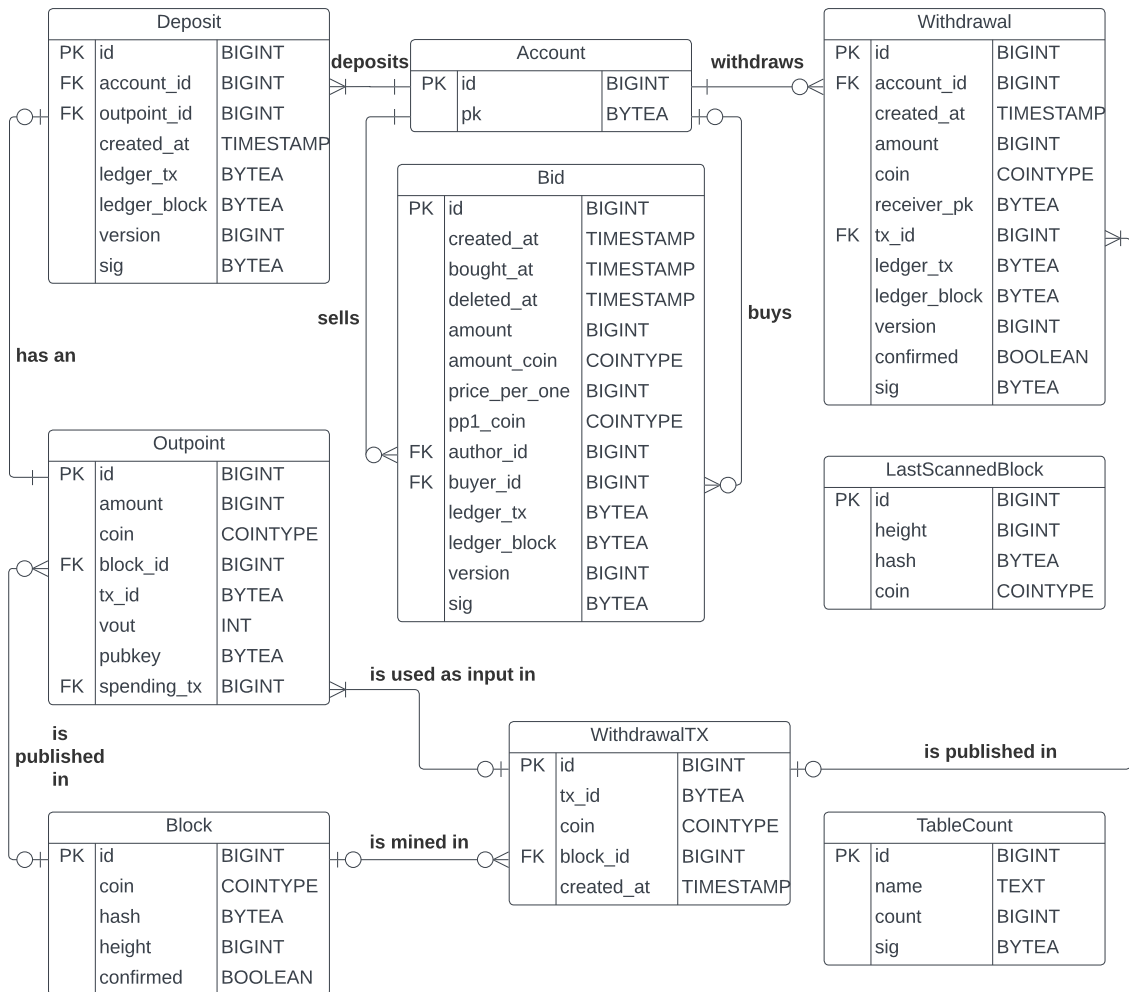 Deposit
PK id BIGINT
FK account_id BIGINT
FK outpoint_id BIGINT
created_at TIMESTAMP
ledger_tx BYTEA
ledger_block BYTEA
version BIGINT
sig BYTEA
deposits
Account
PK id BIGINT
pk BYTEA
withdraws
Withdrawal
PK id BIGINT
FK account_id BIGINT
created_at TIMESTAMP
amount BIGINT
coin COINTYPE
receiver_pk BYTEA
FK tx_id BIGINT
ledger_tx BYTEA
ledger_block BYTEA
version BIGINT
confirmed BOOLEAN
sig BYTEA
Bid
PK id BIGINT
created_at TIMESTAMP
bought_at TIMESTAMP
deleted_at TIMESTAMP
amount BIGINT
amount_coin COINTYPE
price_per_one BIGINT
pp1_coin COINTYPE
FK author_id BIGINT
FK buyer_id BIGINT
ledger_tx BYTEA
ledger_block BYTEA
version BIGINT
sig BYTEA
sells
buys
has an
Outpoint
PK id BIGINT
amount BIGINT
coin COINTYPE
FK block_id BIGINT
tx_id BYTEA
vout INT
pubkey BYTEA
FK spending_tx BIGINT
LastScannedBlock
PK id BIGINT
height BIGINT
hash BYTEA
coin COINTYPE
is used as input in
is
published
in
WithdrawalTX
PK id BIGINT
tx_id BYTEA
coin COINTYPE
FK block_id BIGINT
created_at TIMESTAMP
is published in
is mined in
Block
PK id BIGINT
coin COINTYPE
hash BYTEA
height BIGINT
confirmed BOOLEAN
TableCount
PK id BIGINT
name TEXT
count BIGINT
sig BYTEA